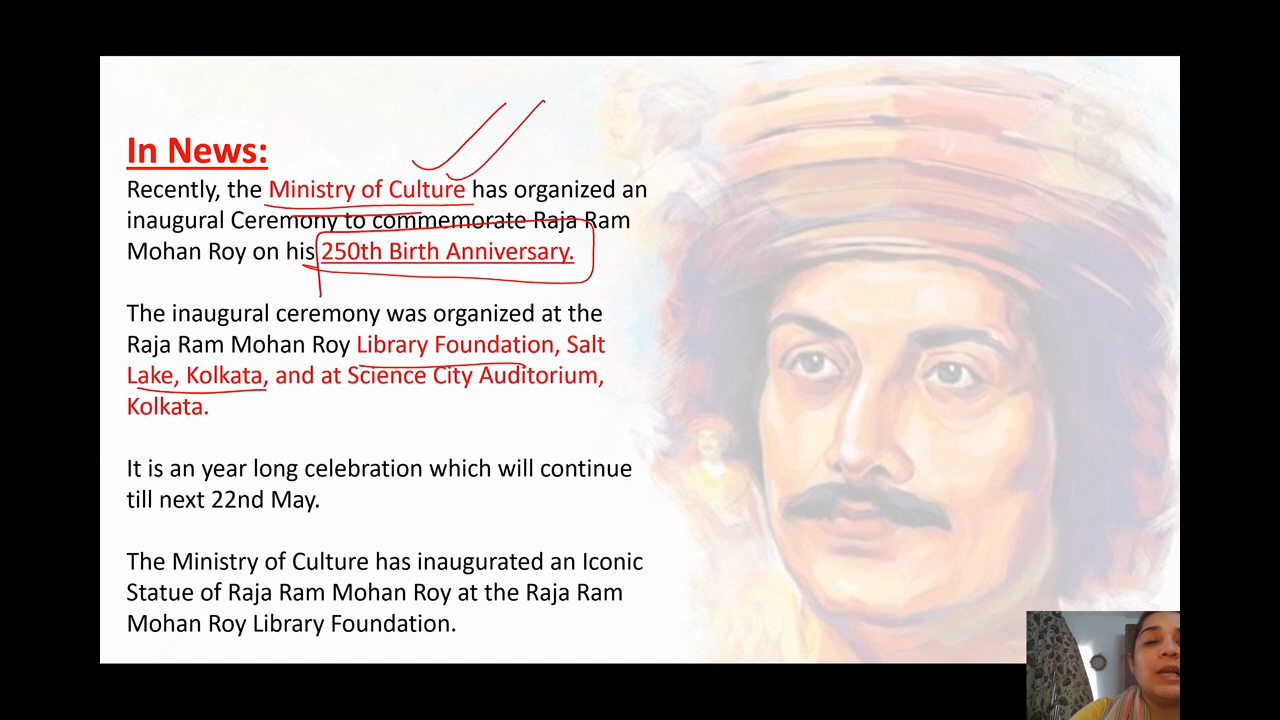 In News:
Recently, the Ministry of Culture has organized an
inaugural Ceremony to commemorate Raja Ram
Mohan Roy on his 250th Birth Anniversary.
The inaugural ceremony was organized at the
Raja Ram Mohan Roy Library Foundation, Salt
Lake, Kolkata, and at Science City Auditorium,
Kolkata.
It is an year long celebration which will continue
till next 22nd May.
The Ministry of Culture has inaugurated an Iconic
Statue of Raja Ram Mohan Roy at the Raja Ram
Mohan Roy Library Foundation.